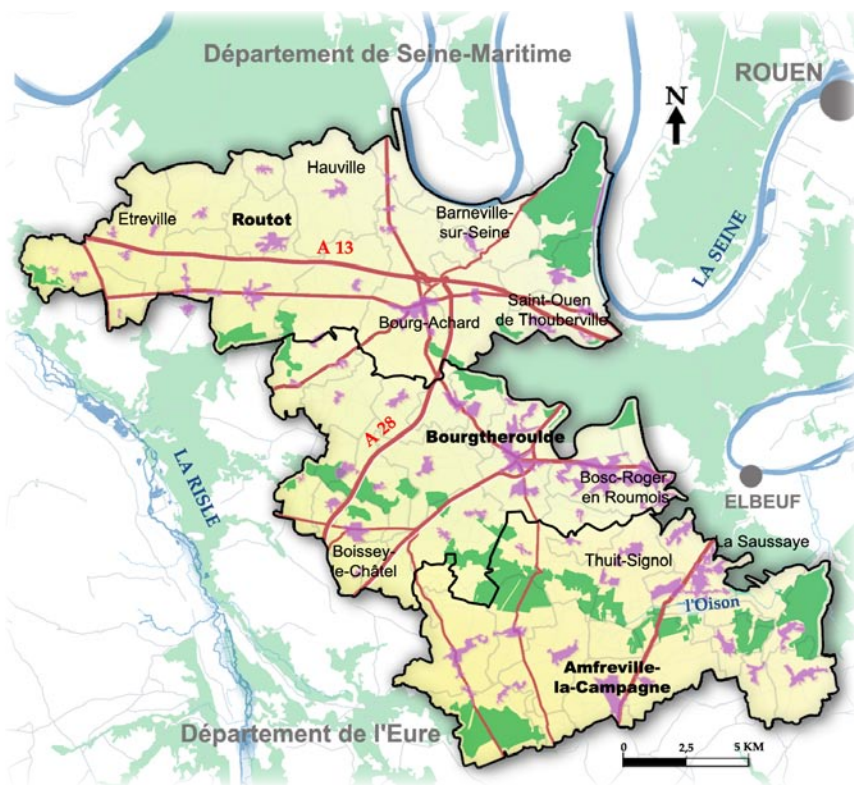 Département de Seine-Maritime
ROUEN
N
Hauville
Etreville
Routot
Barneville-
sur-Seine
A 13
LA SEINE
Saint-Ouen
de Thouberville
Bourg-Achard
A 28
Bourgtheroulde
LA RISLE
Bosc-Roger
en Roumois
ELBEUF
La Saussaye
Boissey-
le-Châtel
Thuit-Signol
l'Oison
Amfreville-
la-Campagne
Département de l'Eure
0 2,5 5 KM